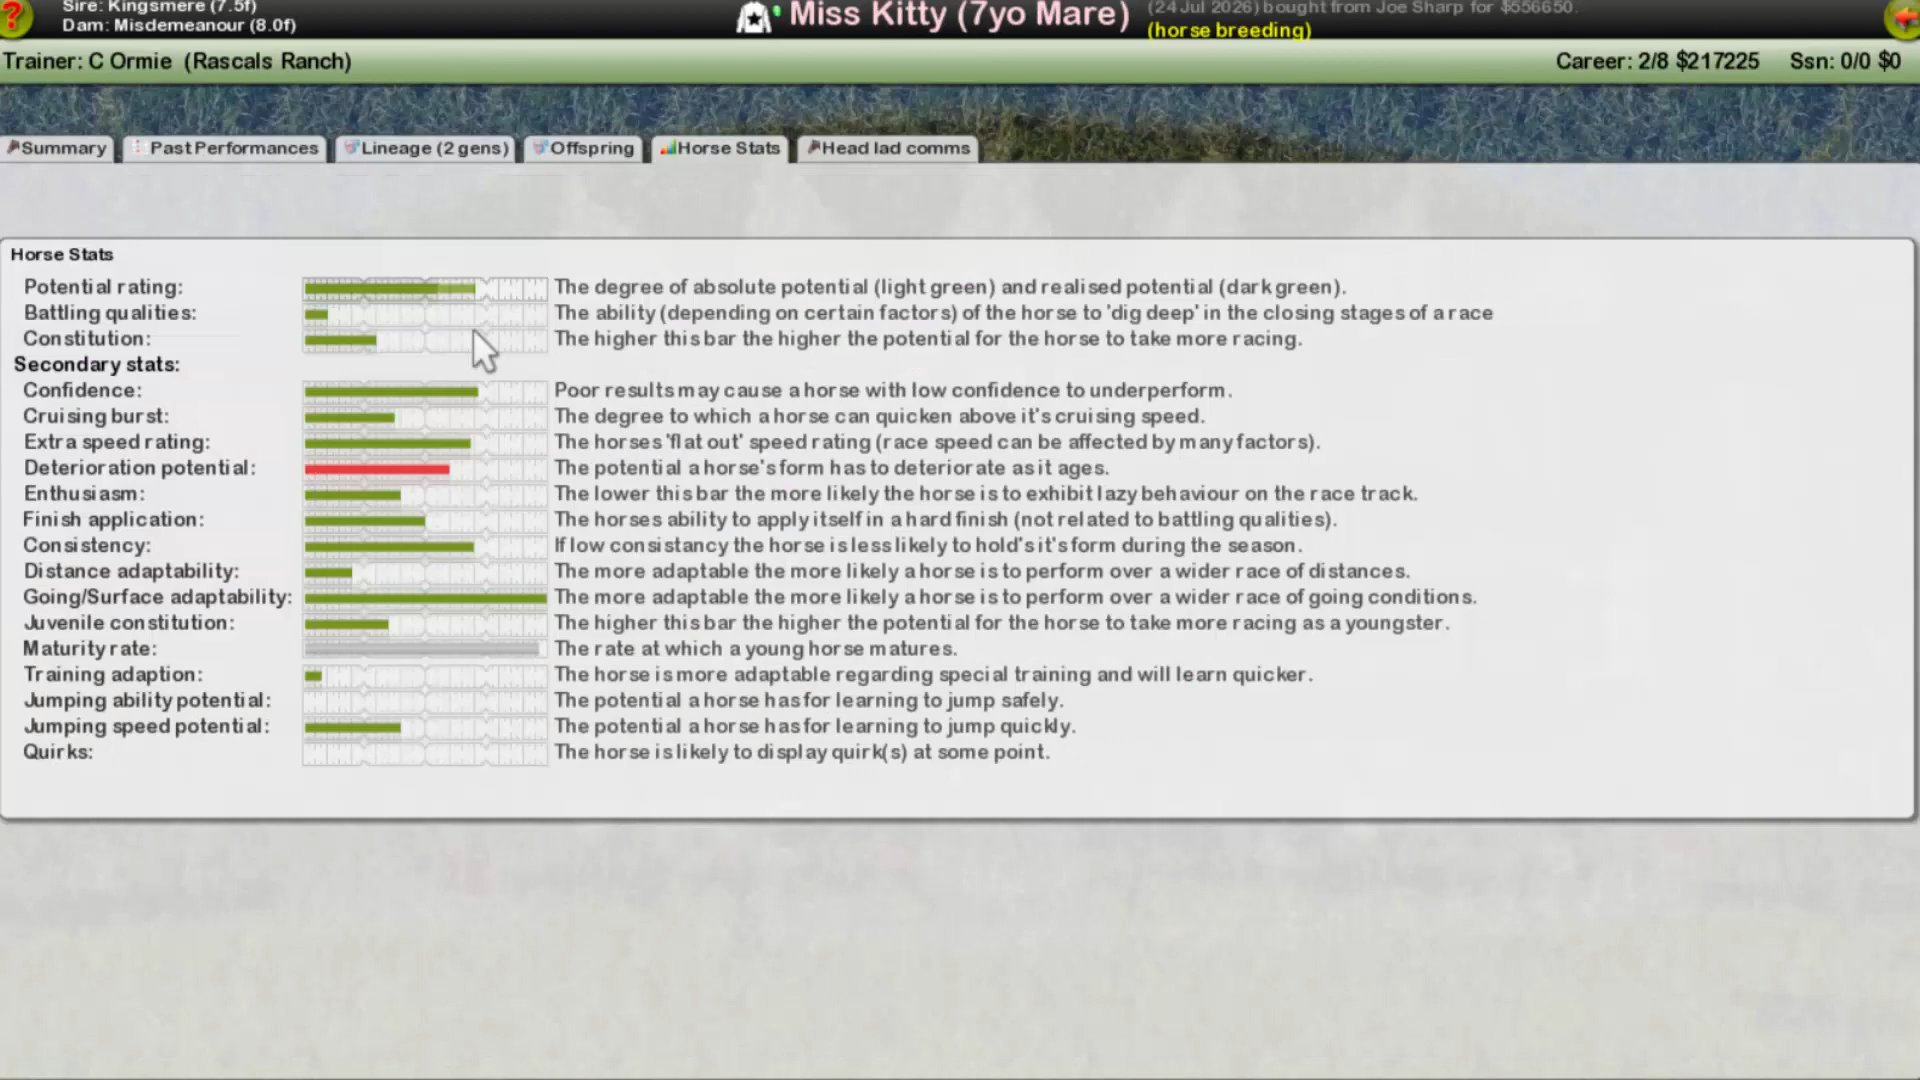 ?
Sire: Kingsmere (7.5f)
Dam: Misdemeanour (8.0f)
Miss Kitty (7yo Mare)
(24 Jul 2026) bought from Joe Sharp for $556650.
(horse breeding)
Trainer: C Ormie (Rascals Ranch)
Career: 2/8 $217225 Ssn: 0/0 $0
Summary
Past Performances
Lineage (2 gens)
Offspring
Horse Stats
Head lad comms
Horse Stats
Potential rating: The degree of absolute potential (light green) and realised potential (dark green).
Battling qualities: The ability (depending on certain factors) of the horse to 'dig deep' in the closing stages of a race
Constitution: The higher this bar the higher the potential for the horse to take more racing.
Secondary stats:
Confidence: Poor results may cause a horse with low confidence to underperform.
Cruising burst: The degree to which a horse can quicken above it's cruising speed.
Extra speed rating: The horses 'flat out' speed rating (race speed can be affected by many factors).
Deterioration potential: The potential a horse's form has to deteriorate as it ages.
Enthusiasm: The lower this bar the more likely the horse is to exhibit lazy behaviour on the race track.
Finish application: The horses ability to apply itself in a hard finish (not related to battling qualities).
Consistency: If low consistancy the horse is less likely to hold's it's form during the season.
Distance adaptability: The more adaptable the more likely a horse is to perform over a wider race of distances.
Going/Surface adaptability: The more adaptable the more likely a horse is to perform over a wider race of going conditions.
Juvenile constitution: The higher this bar the higher the potential for the horse to take more racing as a youngster.
Maturity rate: The rate at which a young horse matures.
Training adaption: The horse is more adaptable regarding special training and will learn quicker.
Jumping ability potential: The potential a horse has for learning to jump safely.
Jumping speed potential: The potential a horse has for learning to jump quickly.
Quirks: The horse is likely to display quirk(s) at some point.